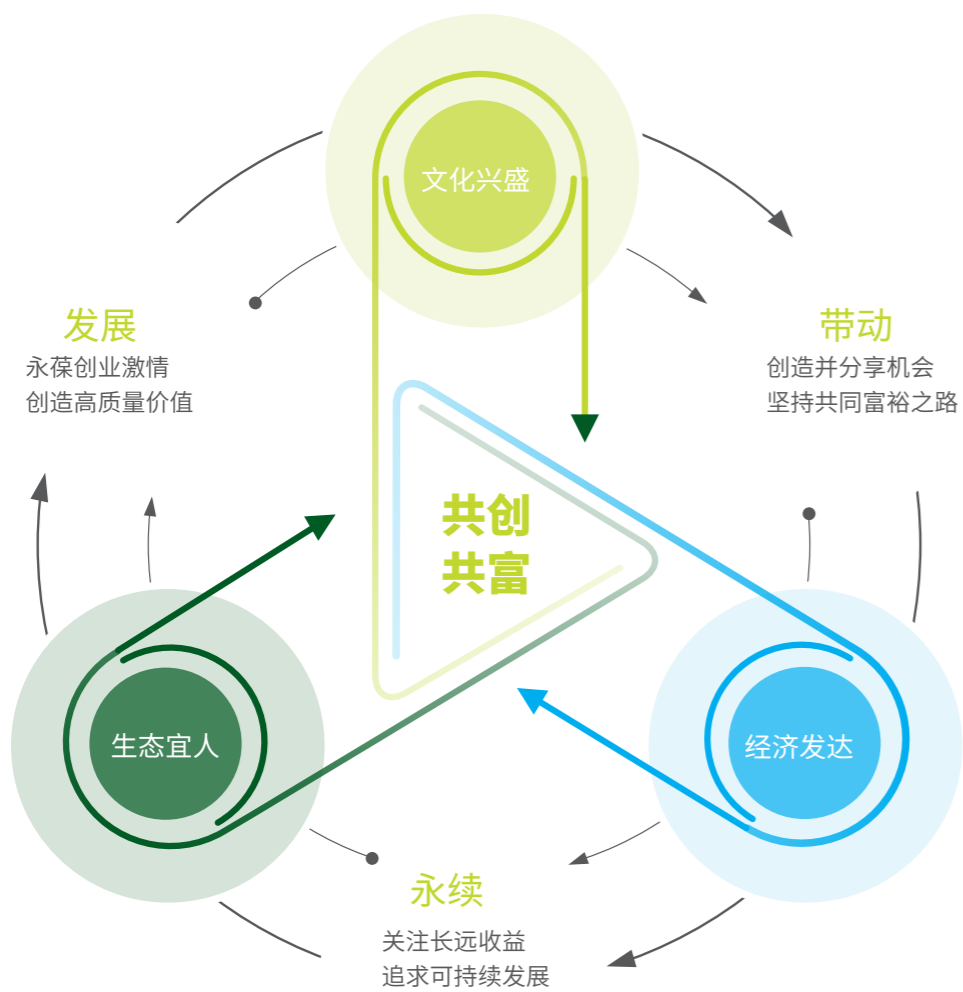 文化兴盛
发展
永葆创业激情
创造高质量价值
带动
创造并分享机会
坚持共同富裕之路
共创
共富
生态宜人
经济发达
永续
关注长远收益
追求可持续发展